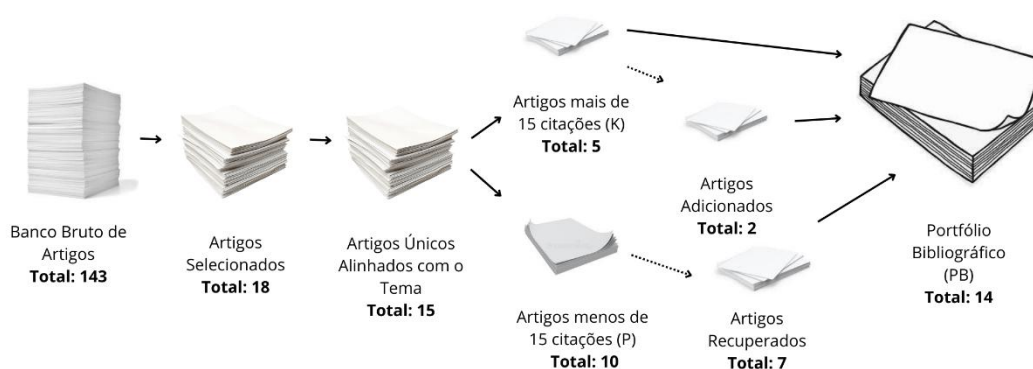 Banco Bruto de
Artigos
Total: 143
Artigos
Selecionados
Total: 18
Artigos Únicos
Alinhados com o
Tema
Total: 15
Artigos mais de
15 citações (K)
Total: 5
Artigos
Adicionados
Total: 2
Artigos menos de
15 citações (P)
Total: 10
Artigos
Recuperados
Total: 7
Portfólio
Bibliográfico
(PB)
Total: 14